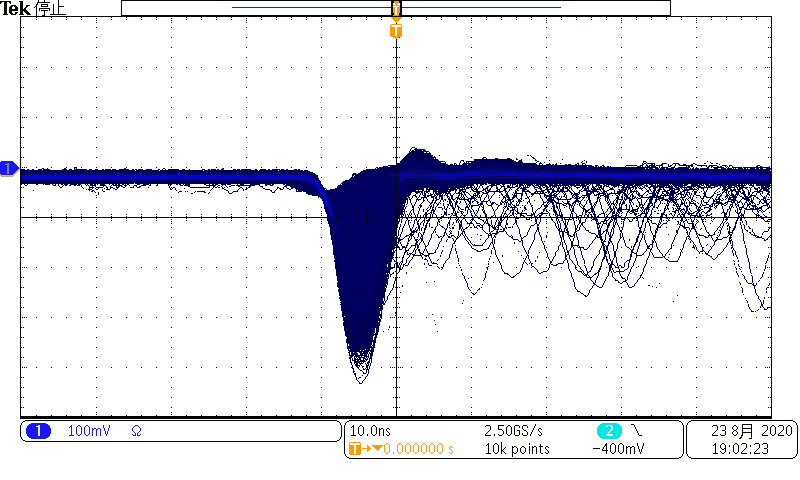 Tek 停止
T
T
1
1 100mV Ω
10.0ns 2.50GS/s 2 -400mV
T→▼0.000000 s 10k points
23 8月 2020
19:02:23